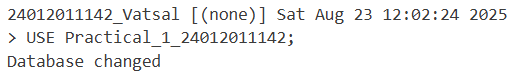 24012011142_Vatsal [(none)] Sat Aug 23 12:02:24 2025
> USE Practical_1_24012011142;
Database changed